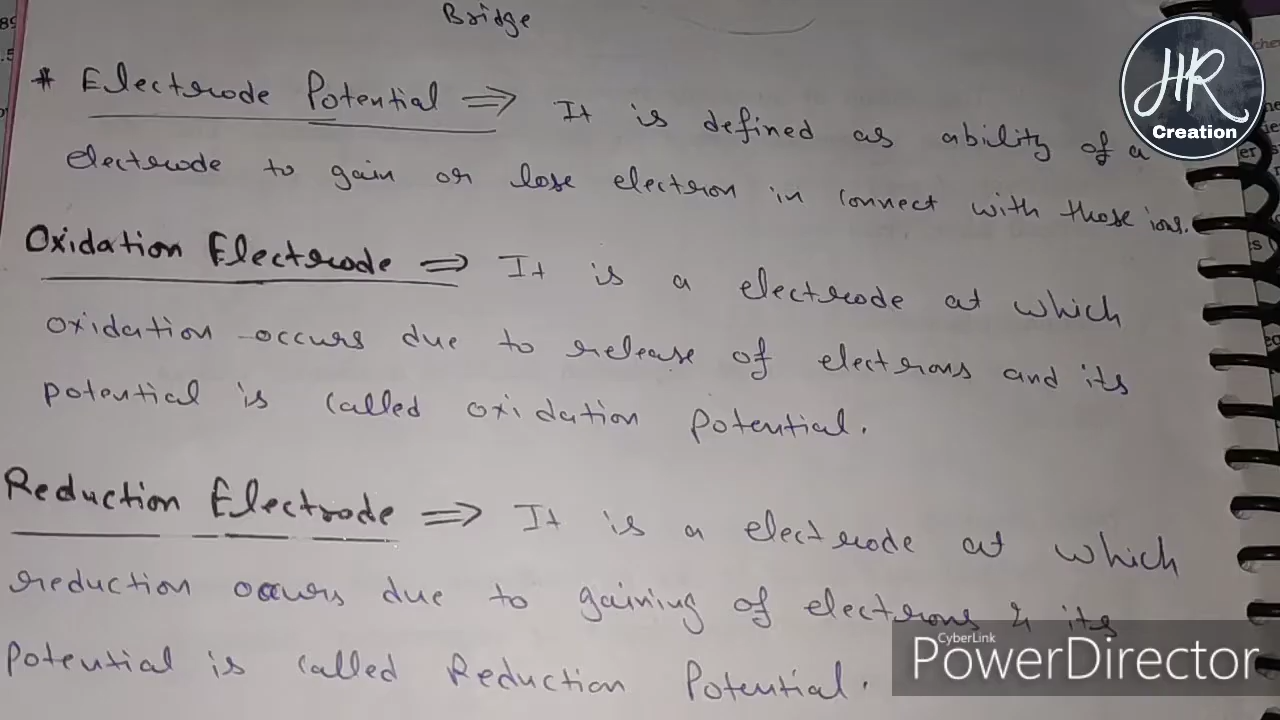 Bridge
* Electrode Potential ⇒ It is defined as ability of a
electrode to gain or lose electron in connect with those ions.
Oxidation Electrode ⇒ It is a electrode at which
oxidation occurs due to release of electrons and its
potential is called oxidation potential.
Reduction Electrode ⇒ It is a electrode at which
reduction occurs due to gaining of electrons & its
potential is called Reduction Potential.
HR
Creation
CyberLink
PowerDirector